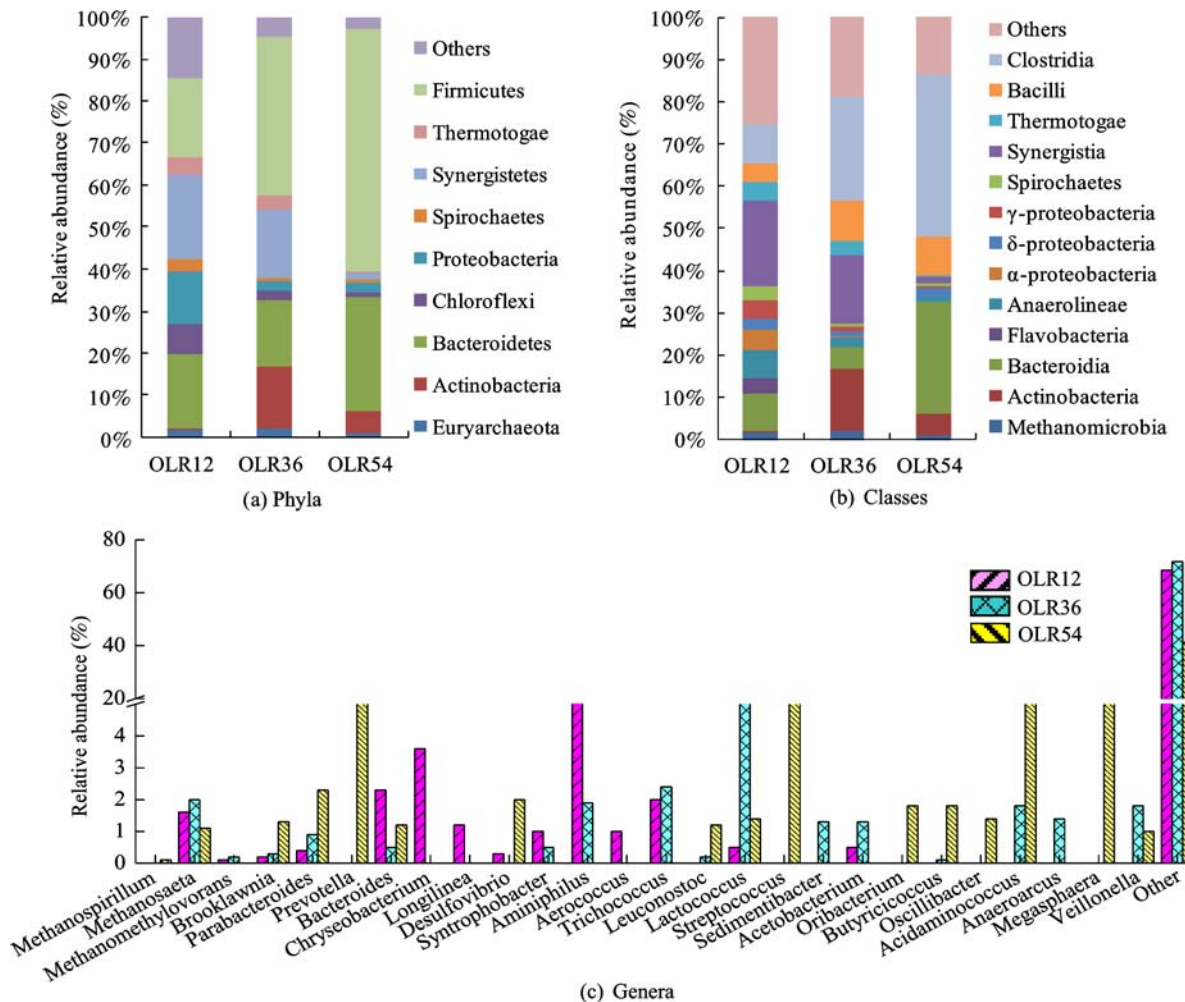 100%
90%
80%
70%
60%
50%
40%
30%
20%
10%
0%
Relative abundance (%)
OLR12 OLR36 OLR54
Others
Firmicutes
Thermotogae
Synergistetes
Spirochaetes
Proteobacteria
Chloroflexi
Bacteroidetes
Actinobacteria
Euryarchaeota
(a) Phyla
100%
90%
80%
70%
60%
50%
40%
30%
20%
10%
0%
Relative abundance (%)
OLR12 OLR36 OLR54
Others
Clostridia
Bacilli
Thermotogae
Synergistia
Spirochaetes
γ-proteobacteria
δ-proteobacteria
α-proteobacteria
Anaerolineae
Flavobacteria
Bacteroidia
Actinobacteria
Methanomicrobia
(b) Classes
80
60
40
20
4
3
2
1
0
Relative abundance (%)
OLR12
OLR36
OLR54
Methanospirillum
Methanosaeta
Methanomethylovorans
Brooklawnia
Parabacteroides
Prevotella
Bacteroides
Chryseobacterium
Longilinea
Desulfovibrio
Syntrophobacter
Aminiphilus
Aerococcus
Trichococcus
Leuconostoc
Lactococcus
Streptococcus
Sedimentibacter
Acetobacterium
Oribacterium
Butyricicoccus
Oscillibacter
Acidaminococcus
Anaeroarcus
Megasphaera
Veillonella
Other
(c) Genera